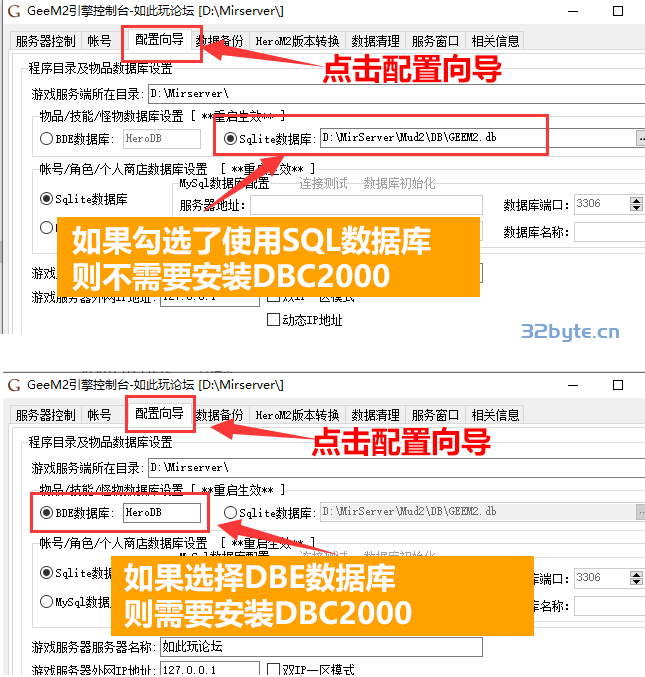 GeeM2引擎控制台-如此玩论坛 [D:\Mirserver\]
服务器控制 帐号 配置向导 数据备份 HeroM2版本转换 数据清理 服务窗口 相关信息
点击配置向导
程序目录及物品数据库设置
游戏服务端所在目录: D:\Mirserver\
物品/技能/怪物数据库设置 [ **重启生效** ]
BDE数据库: HeroDB Sqlite数据库: D:\MirServer\Mud2\DB\GEEM2.db ...
帐号/角色/个人商店数据库设置 [ **重启生效** ]
MySql数据库配置 连接测试 数据库初始化
Sqlite数据库 服务器地址: 数据库端口: 3306
数据库名称:
如果勾选了使用SQL数据库
则不需要安装DBC2000
游戏服务器外网IP地址: 127.0.0.1 双IP一区模式
动态IP地址
32byte.cn
GeeM2引擎控制台-如此玩论坛 [D:\Mirserver\]
服务器控制 帐号 配置向导 数据备份 HeroM2版本转换 数据清理 服务窗口 相关信息
点击配置向导
程序目录及物品数据库设置
游戏服务端所在目录: D:\Mirserver\
物品/技能/怪物数据库设置 [ **重启生效** ]
BDE数据库: HeroDB Sqlite数据库: D:\MirServer\Mud2\DB\GEEM2.db ...
帐号/角色/个人商店数据库设置 [ **重启生效** ]
Sqlite数据 库端口: 3306
MySql数据 库名称:
如果选择DBE数据库
则需要安装DBC2000
游戏服务器服务器名称: 如此玩论坛
游戏服务器外网IP地址: 127.0.0.1 双IP一区模式